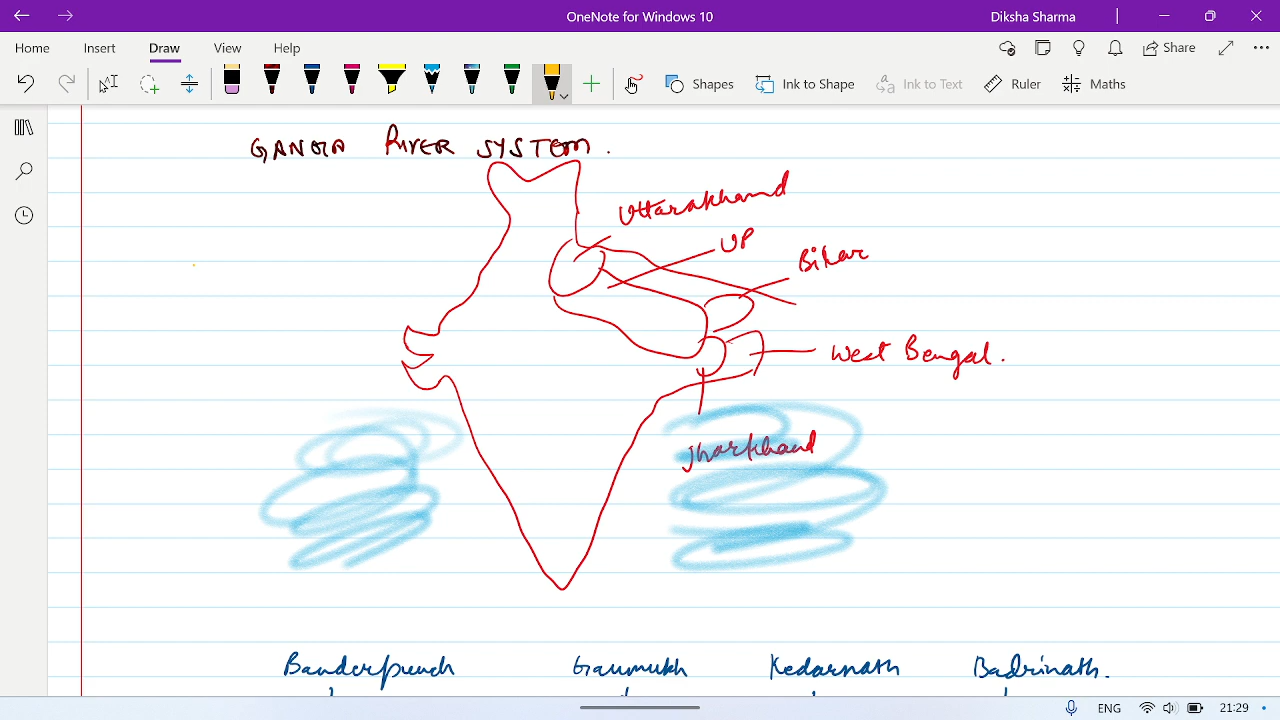 OneNote for Windows 10
Diksha Sharma
Home Insert Draw View Help
Share
Shapes Ink to Shape Ink to Text Ruler Maths
GANGA RIVER SYSTEM.
Uttarakhand
UP
Bihar
West Bengal.
Jharkhand
Banderpunch Gaumukh Kedarnath Badrinath.
ENG 21:29